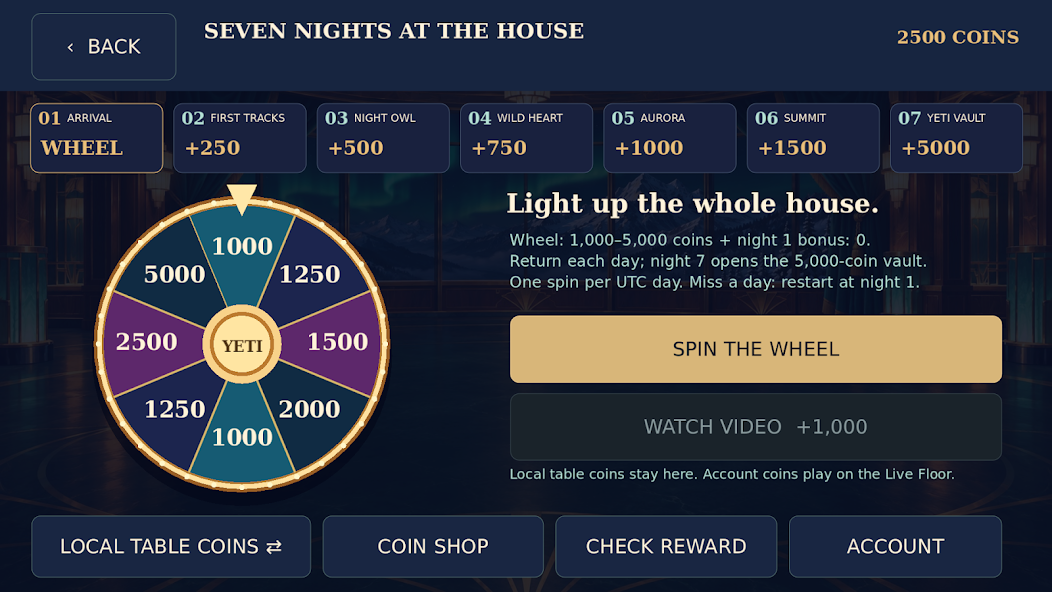 ‹ BACK
SEVEN NIGHTS AT THE HOUSE
2500 COINS
01 ARRIVAL
WHEEL
02 FIRST TRACKS
+250
03 NIGHT OWL
+500
04 WILD HEART
+750
05 AURORA
+1000
06 SUMMIT
+1500
07 YETI VAULT
+5000
1000
1250
1500
2000
1000
1250
2500
5000
YETI
Light up the whole house.
Wheel: 1,000–5,000 coins + night 1 bonus: 0.
Return each day; night 7 opens the 5,000-coin vault.
One spin per UTC day. Miss a day: restart at night 1.
SPIN THE WHEEL
WATCH VIDEO +1,000
Local table coins stay here. Account coins play on the Live Floor.
LOCAL TABLE COINS ⇄
COIN SHOP
CHECK REWARD
ACCOUNT